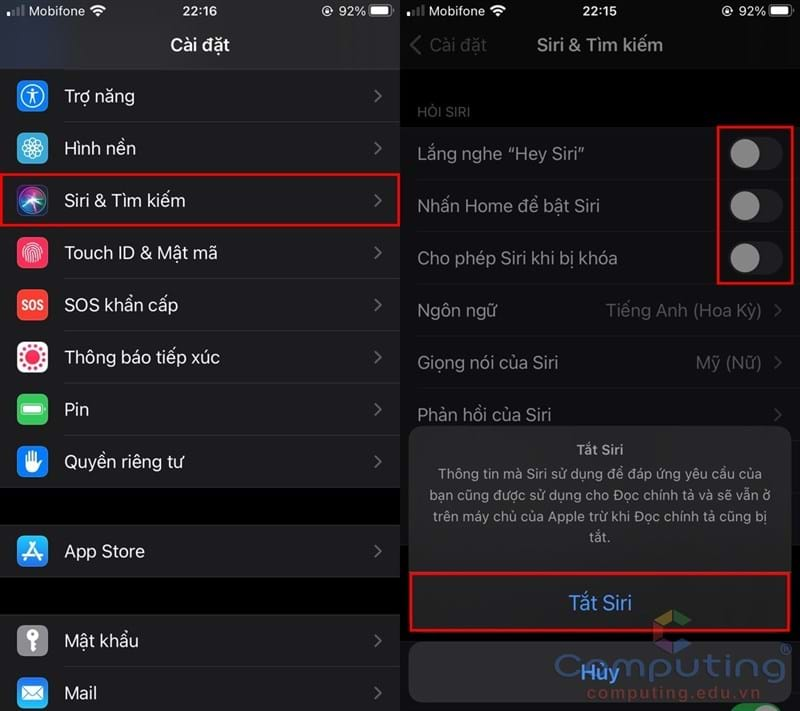 Mobifone 22:16 92%
Cài đặt
Trợ năng
Hình nền
Siri & Tìm kiếm
Touch ID & Mật mã
SOS
SOS khẩn cấp
Thông báo tiếp xúc
Pin
Quyền riêng tư
App Store
Mật khẩu
Mail
Mobifone 22:15 92%
Cài đặt Siri & Tìm kiếm
HỎI SIRI
Lắng nghe “Hey Siri”
Nhấn Home để bật Siri
Cho phép Siri khi bị khóa
Ngôn ngữ Tiếng Anh (Hoa Kỳ)
Giọng nói của Siri Mỹ (Nữ)
Phản hồi của Siri
Tắt Siri
Thông tin mà Siri sử dụng để đáp ứng yêu cầu của
bạn cũng được sử dụng cho Đọc chính tả và sẽ vẫn ở
trên máy chủ của Apple trừ khi Đọc chính tả cũng bị
tắt.
Tắt Siri
Hủy
Computing®
computing.edu.vn